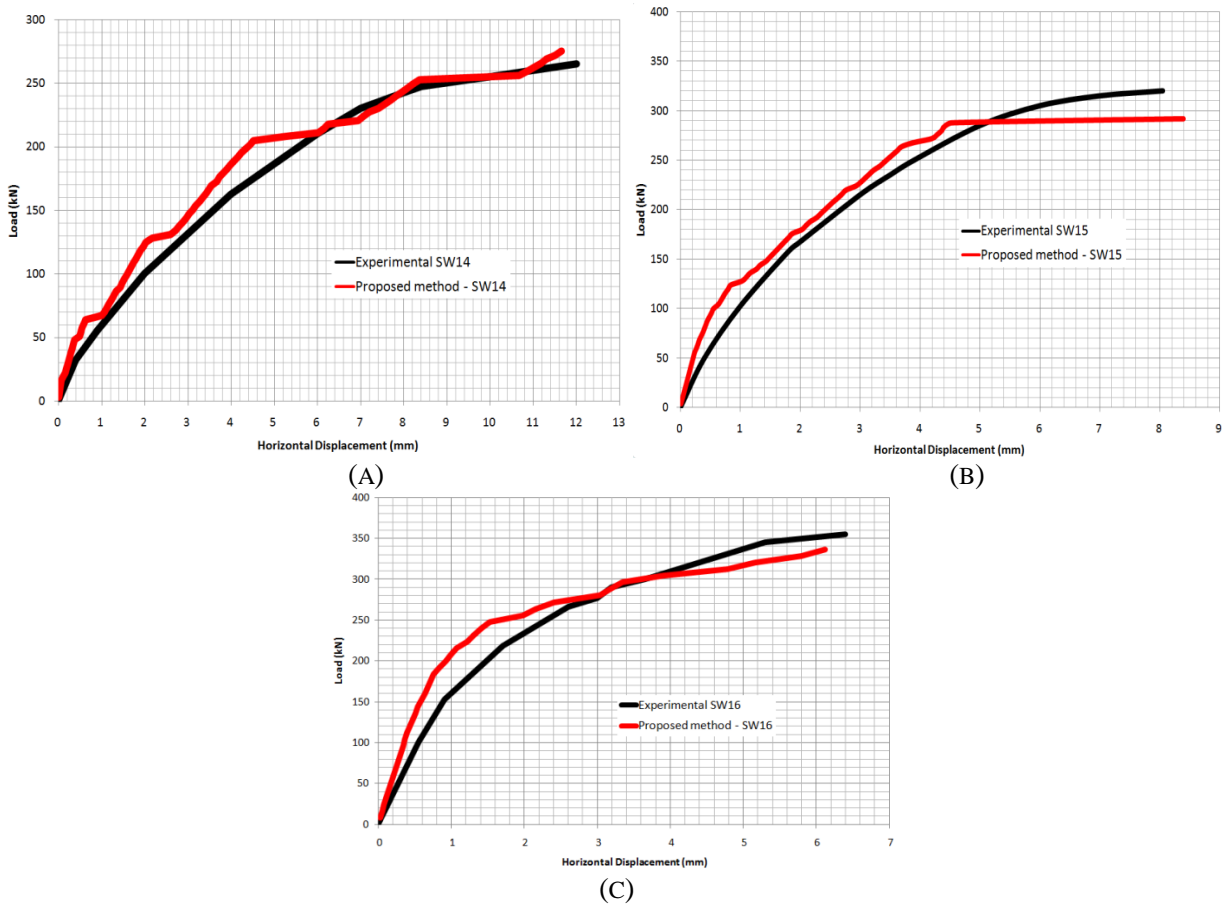 300
250
200
150
100
50
0
Load (kN)
Experimental SW14
Proposed method - SW14
0 1 2 3 4 5 6 7 8 9 10 11 12 13
Horizontal Displacement (mm)
(A)
400
350
300
250
200
150
100
50
0
Load (kN)
Experimental SW15
Proposed method - SW15
0 1 2 3 4 5 6 7 8 9
Horizontal Displacement (mm)
(B)
400
350
300
250
200
150
100
50
0
Load (kN)
Experimental SW16
Proposed method - SW16
0 1 2 3 4 5 6 7
Horizontal Displacement (mm)
(C)